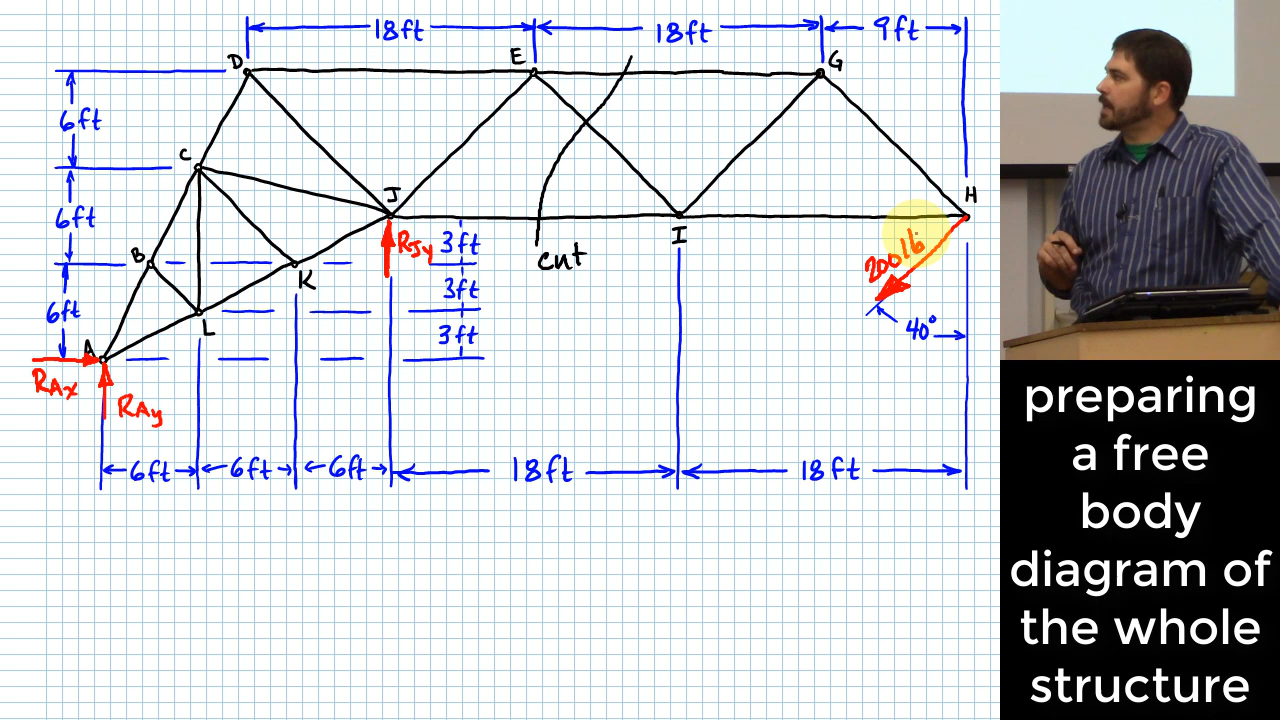 18ft
18ft
9ft
D
E
G
6ft
C
6ft
J
H
B
K
RJy
3ft
I
200lb
cut
3ft
6ft
L
3ft
40°
A
RAx
RAy
6ft
6ft
6ft
18ft
18ft
preparing
a free
body
diagram of
the whole
structure